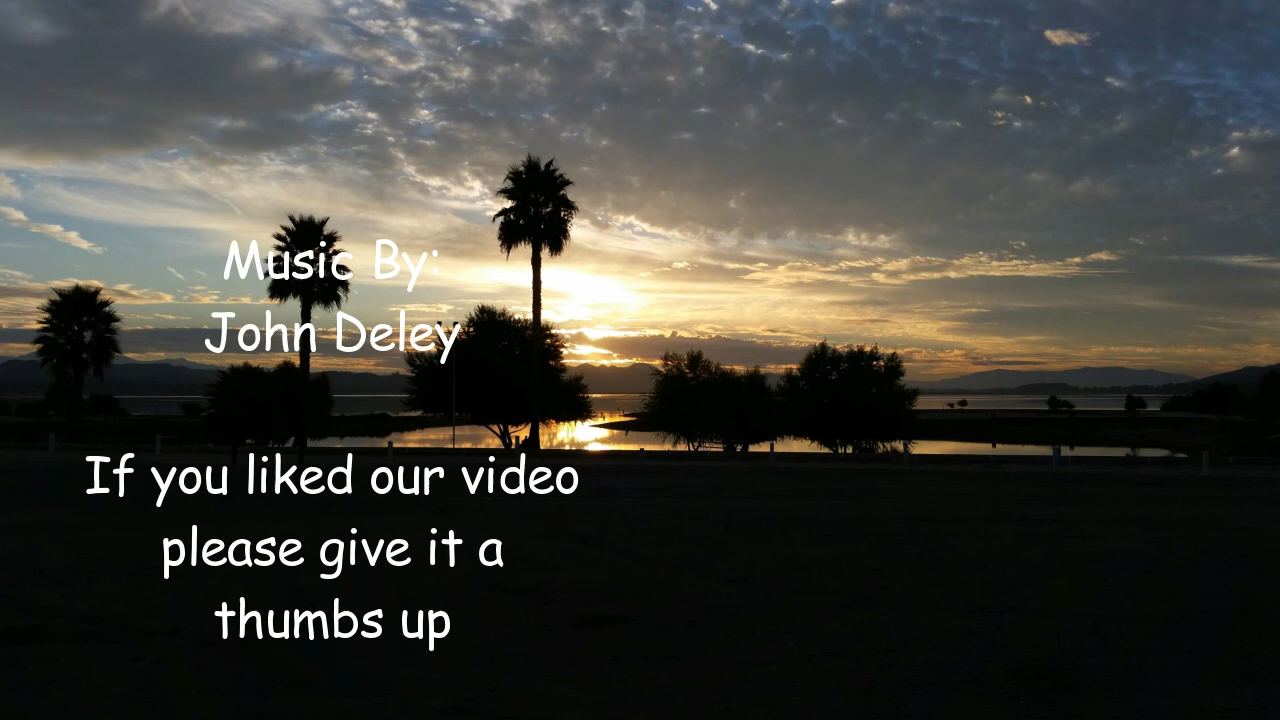 Music By:
John Deley
If you liked our video
please give it a
thumbs up